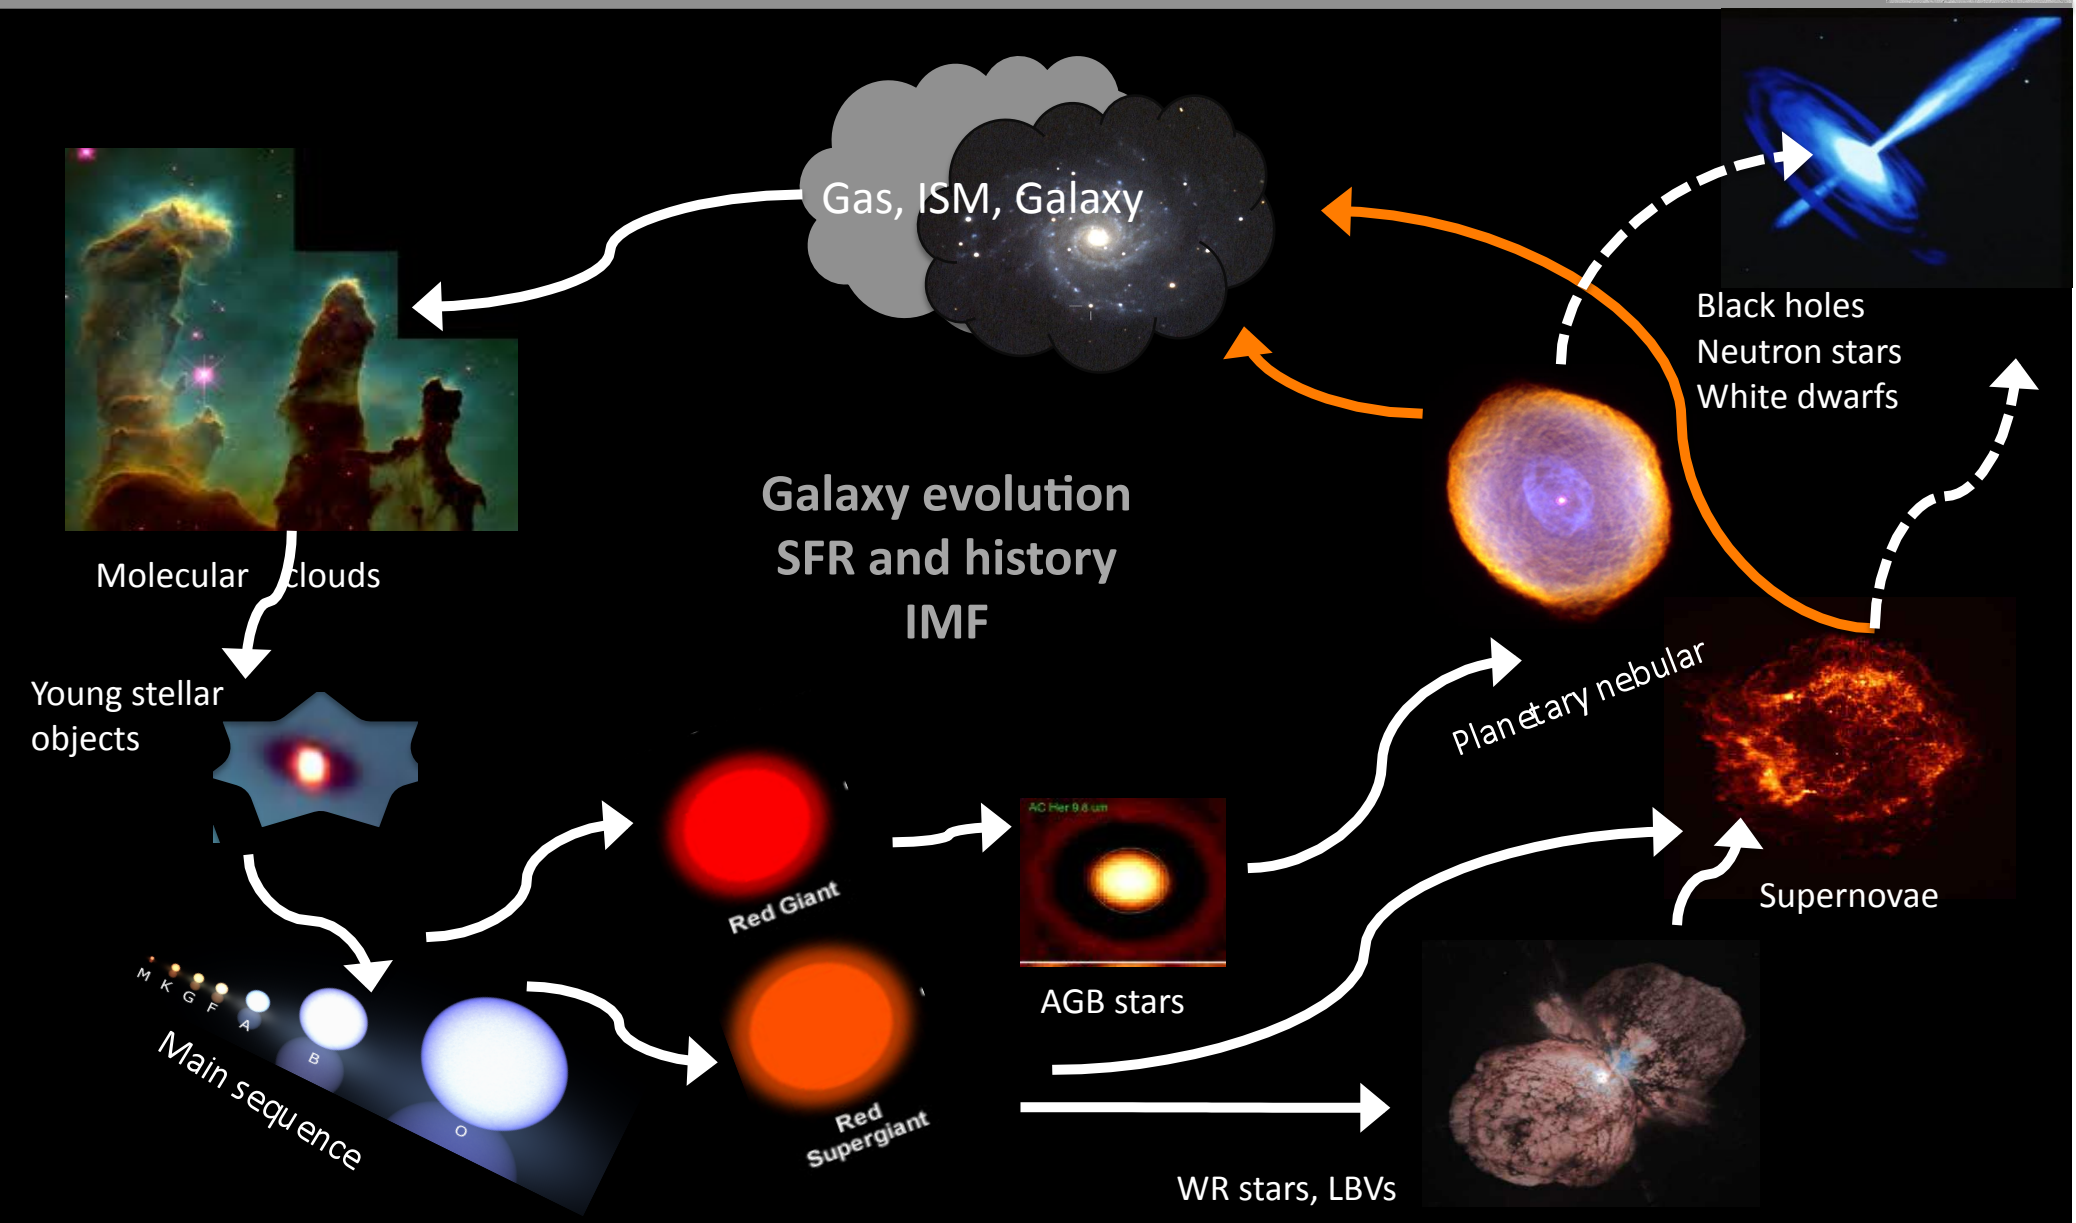 Gas, ISM, Galaxy
Black holes
Neutron stars
White dwarfs
Galaxy evolution
SFR and history
IMF
Molecular clouds
Young stellar
objects
Planetary nebular
AC Her 9.8 um
Red Giant
Supernovae
AGB stars
M K G F A B O
Main sequence
Red
Supergiant
WR stars, LBVs